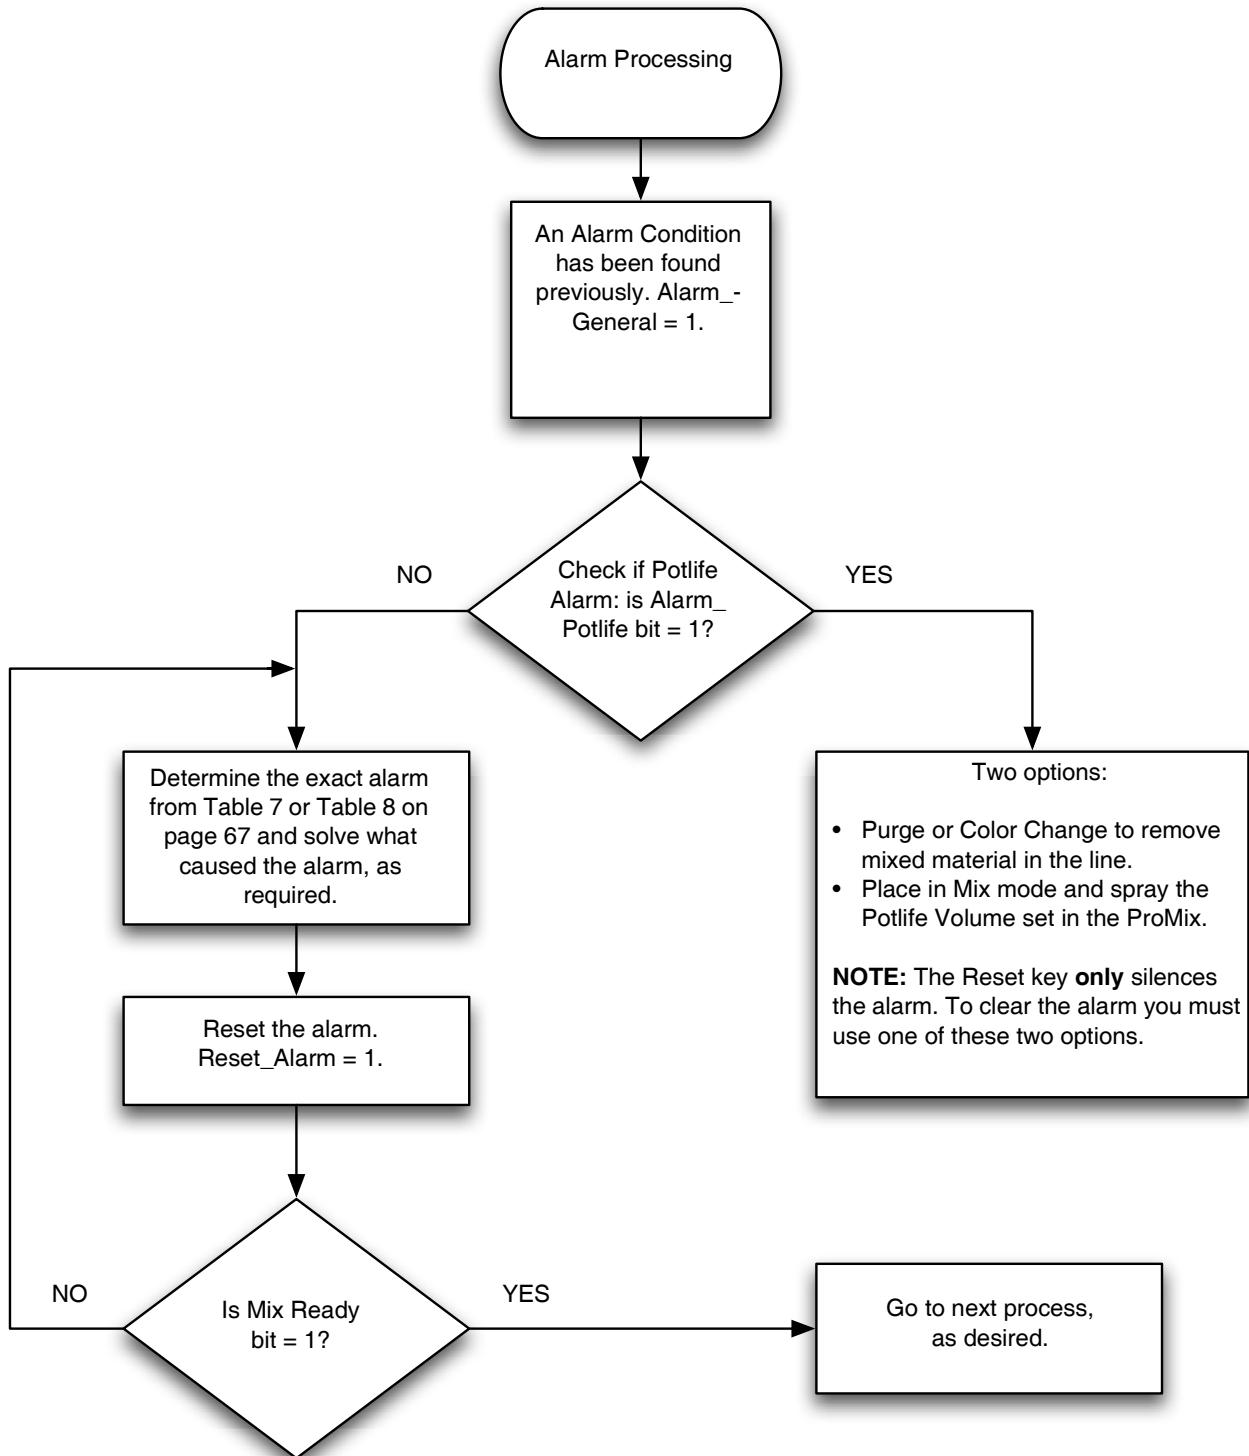 Alarm Processing
An Alarm Condition
has been found
previously. Alarm_-
General = 1.
NO
Check if Potlife
Alarm: is Alarm_
Potlife bit = 1?
YES
Determine the exact alarm
from Table 7 or Table 8 on
page 67 and solve what
caused the alarm, as
required.
Two options:
• Purge or Color Change to remove
mixed material in the line.
• Place in Mix mode and spray the
Potlife Volume set in the ProMix.
NOTE: The Reset key only silences
the alarm. To clear the alarm you must
use one of these two options.
Reset the alarm.
Reset_Alarm = 1.
NO
Is Mix Ready
bit = 1?
YES
Go to next process,
as desired.